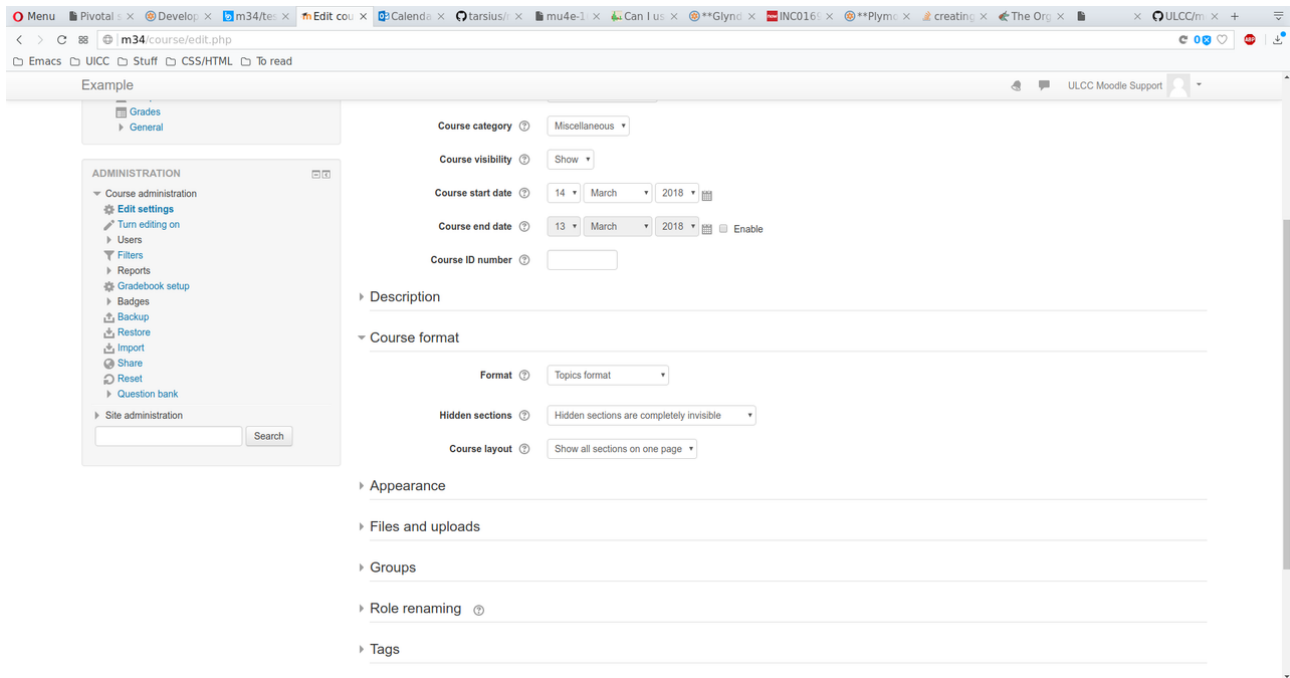 Menu Pivotal s Develop m34/tes Edit cou Calenda tarsius/ mu4e-1 Can I us **Glynd INC016 **Plym creating The Org ULCC/m
m34/course/edit.php
Emacs UICC Stuff CSS/HTML To read
Example ULCC Moodle Support
Grades
General
ADMINISTRATION
Course administration
Edit settings
Turn editing on
Users
Filters
Reports
Gradebook setup
Badges
Backup
Restore
Import
Share
Reset
Question bank
Site administration
Search
Course category Miscellaneous
Course visibility Show
Course start date 14 March 2018
Course end date 13 March 2018 Enable
Course ID number
Description
Course format
Format Topics format
Hidden sections Hidden sections are completely invisible
Course layout Show all sections on one page
Appearance
Files and uploads
Groups
Role renaming
Tags